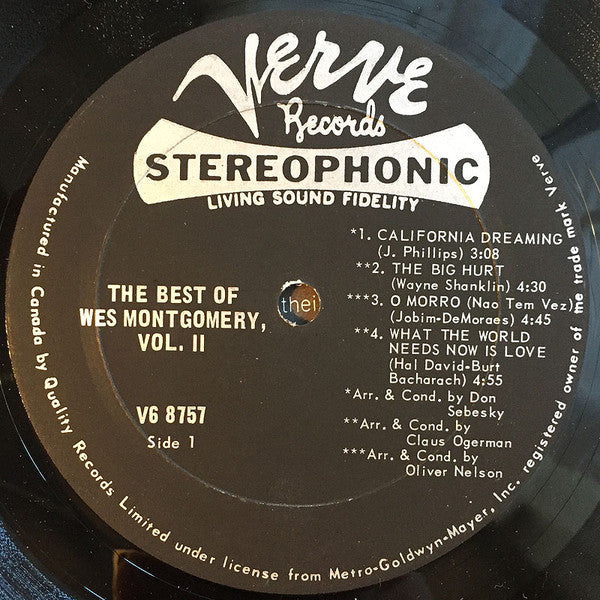 Verve
Records
STEREOPHONIC
LIVING SOUND FIDELITY
*1. CALIFORNIA DREAMING
(J. Phillips) 3:08
**2. THE BIG HURT
(Wayne Shanklin) 4:30
***3. O MORRO (Nao Tem Vez)
(Jobim-DeMoraes) 4:45
**4. WHAT THE WORLD
NEEDS NOW IS LOVE
(Hal David-Burt
Bacharach) 4:55
*Arr. & Cond. by Don
Sebesky
**Arr. & Cond. by
Claus Ogerman
***Arr. & Cond. by
Oliver Nelson
THE BEST OF
WES MONTGOMERY,
VOL. II
V6 8757
Side 1
thei
Manufactured in Canada by Quality Records Limited under license from Metro-Goldwyn-Mayer, Inc. registered owner of the trade mark Verve